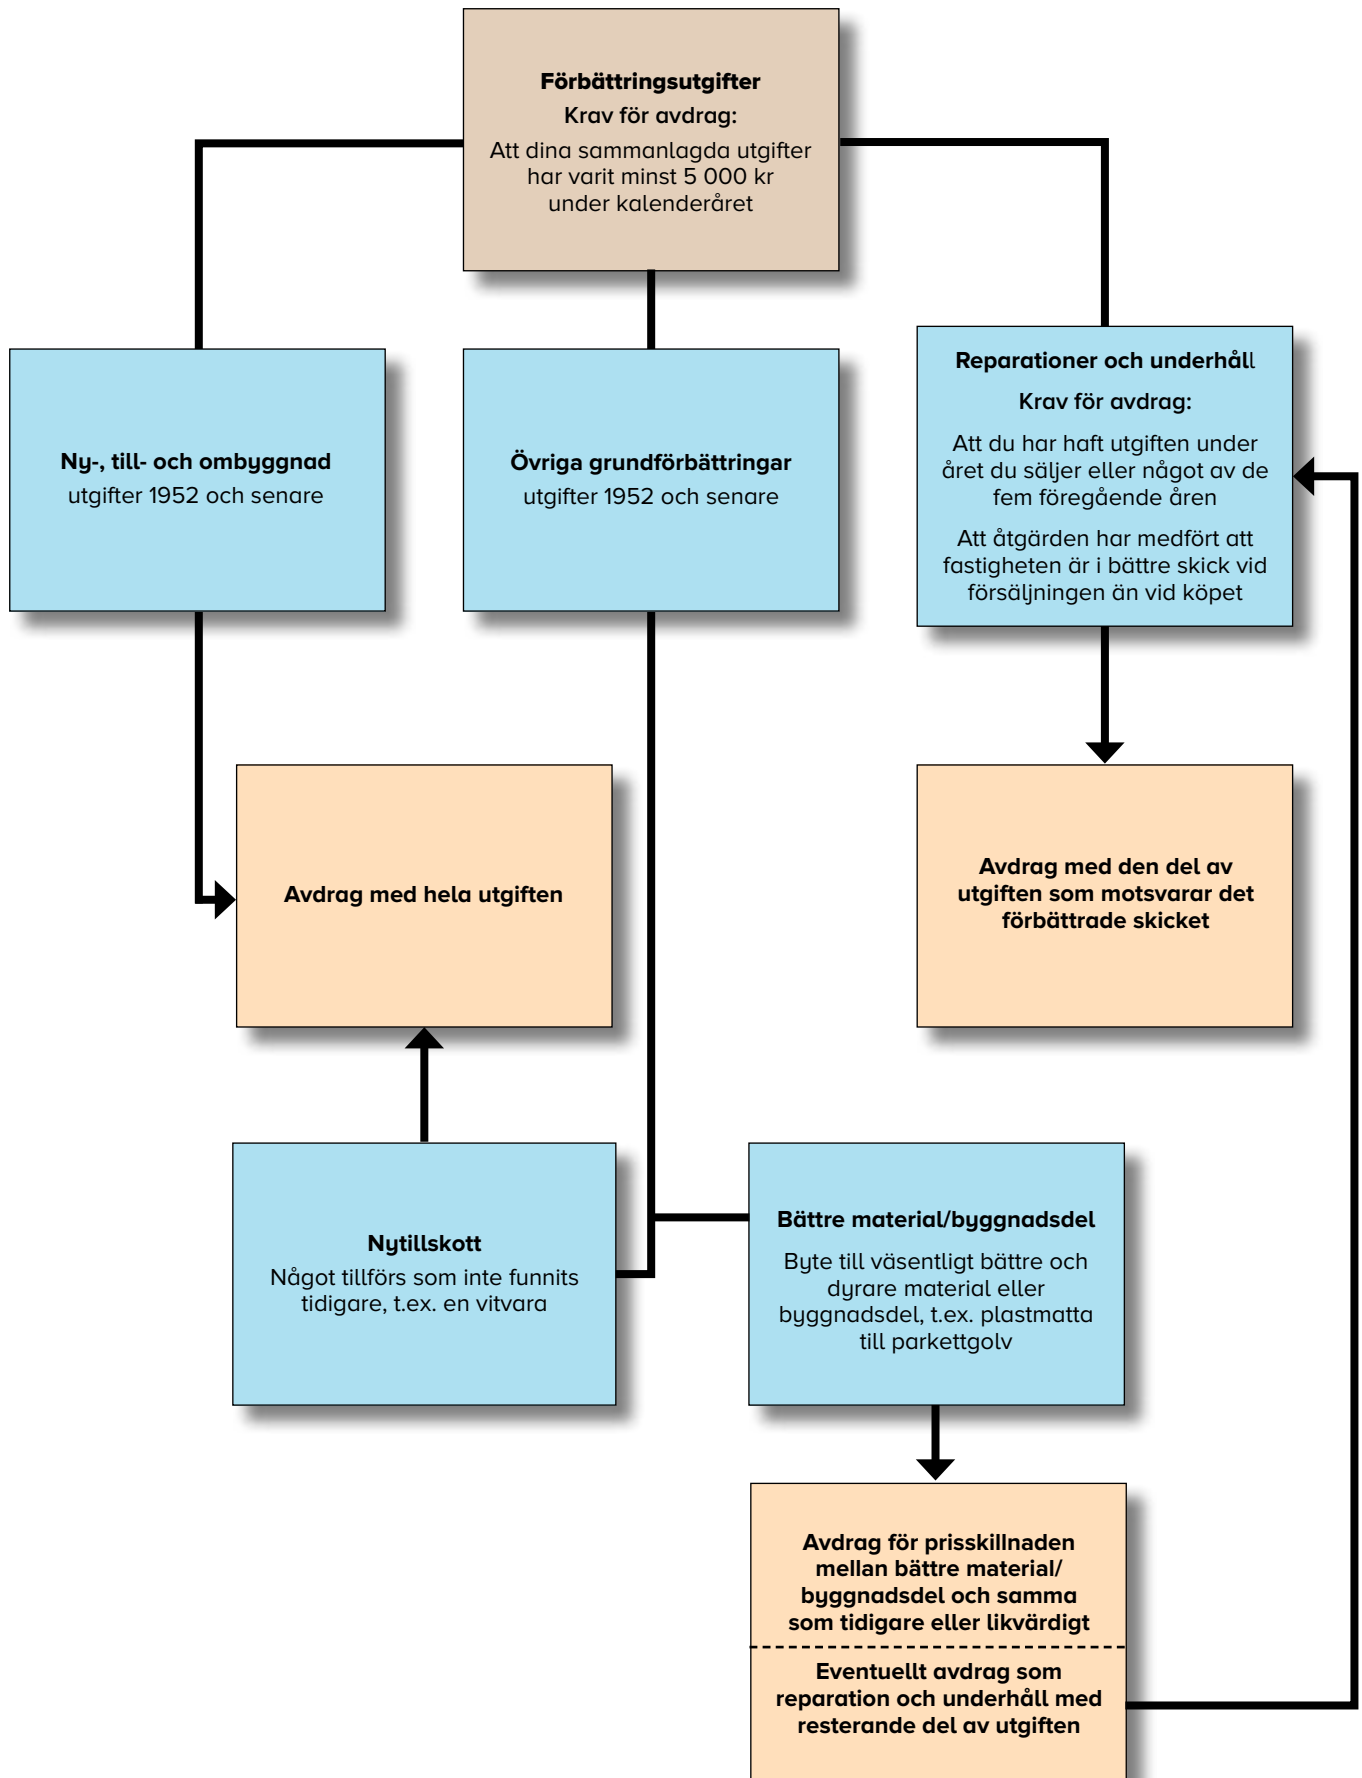 Förbättringsutgifter
Krav för avdrag:
Att dina sammanlagda utgifter
har varit minst 5 000 kr
under kalenderåret
Ny-, till- och ombyggnad
utgifter 1952 och senare
Övriga grundförbättringar
utgifter 1952 och senare
Reparationer och underhåll
Krav för avdrag:
Att du har haft utgiften under
året du säljer eller något av de
fem föregående åren
Att åtgärden har medfört att
fastigheten är i bättre skick vid
försäljningen än vid köpet
Avdrag med hela utgiften
Avdrag med den del av
utgiften som motsvarar det
förbättrade skicket
Nytillskott
Något tillförs som inte funnits
tidigare, t.ex. en vitvara
Bättre material/byggnadsdel
Byte till väsentligt bättre och
dyrare material eller
byggnadsdel, t.ex. plastmatta
till parkettgolv
Avdrag för prisskillnaden
mellan bättre material/
byggnadsdel och samma
som tidigare eller likvärdigt
Eventuellt avdrag som
reparation och underhåll med
resterande del av utgiften